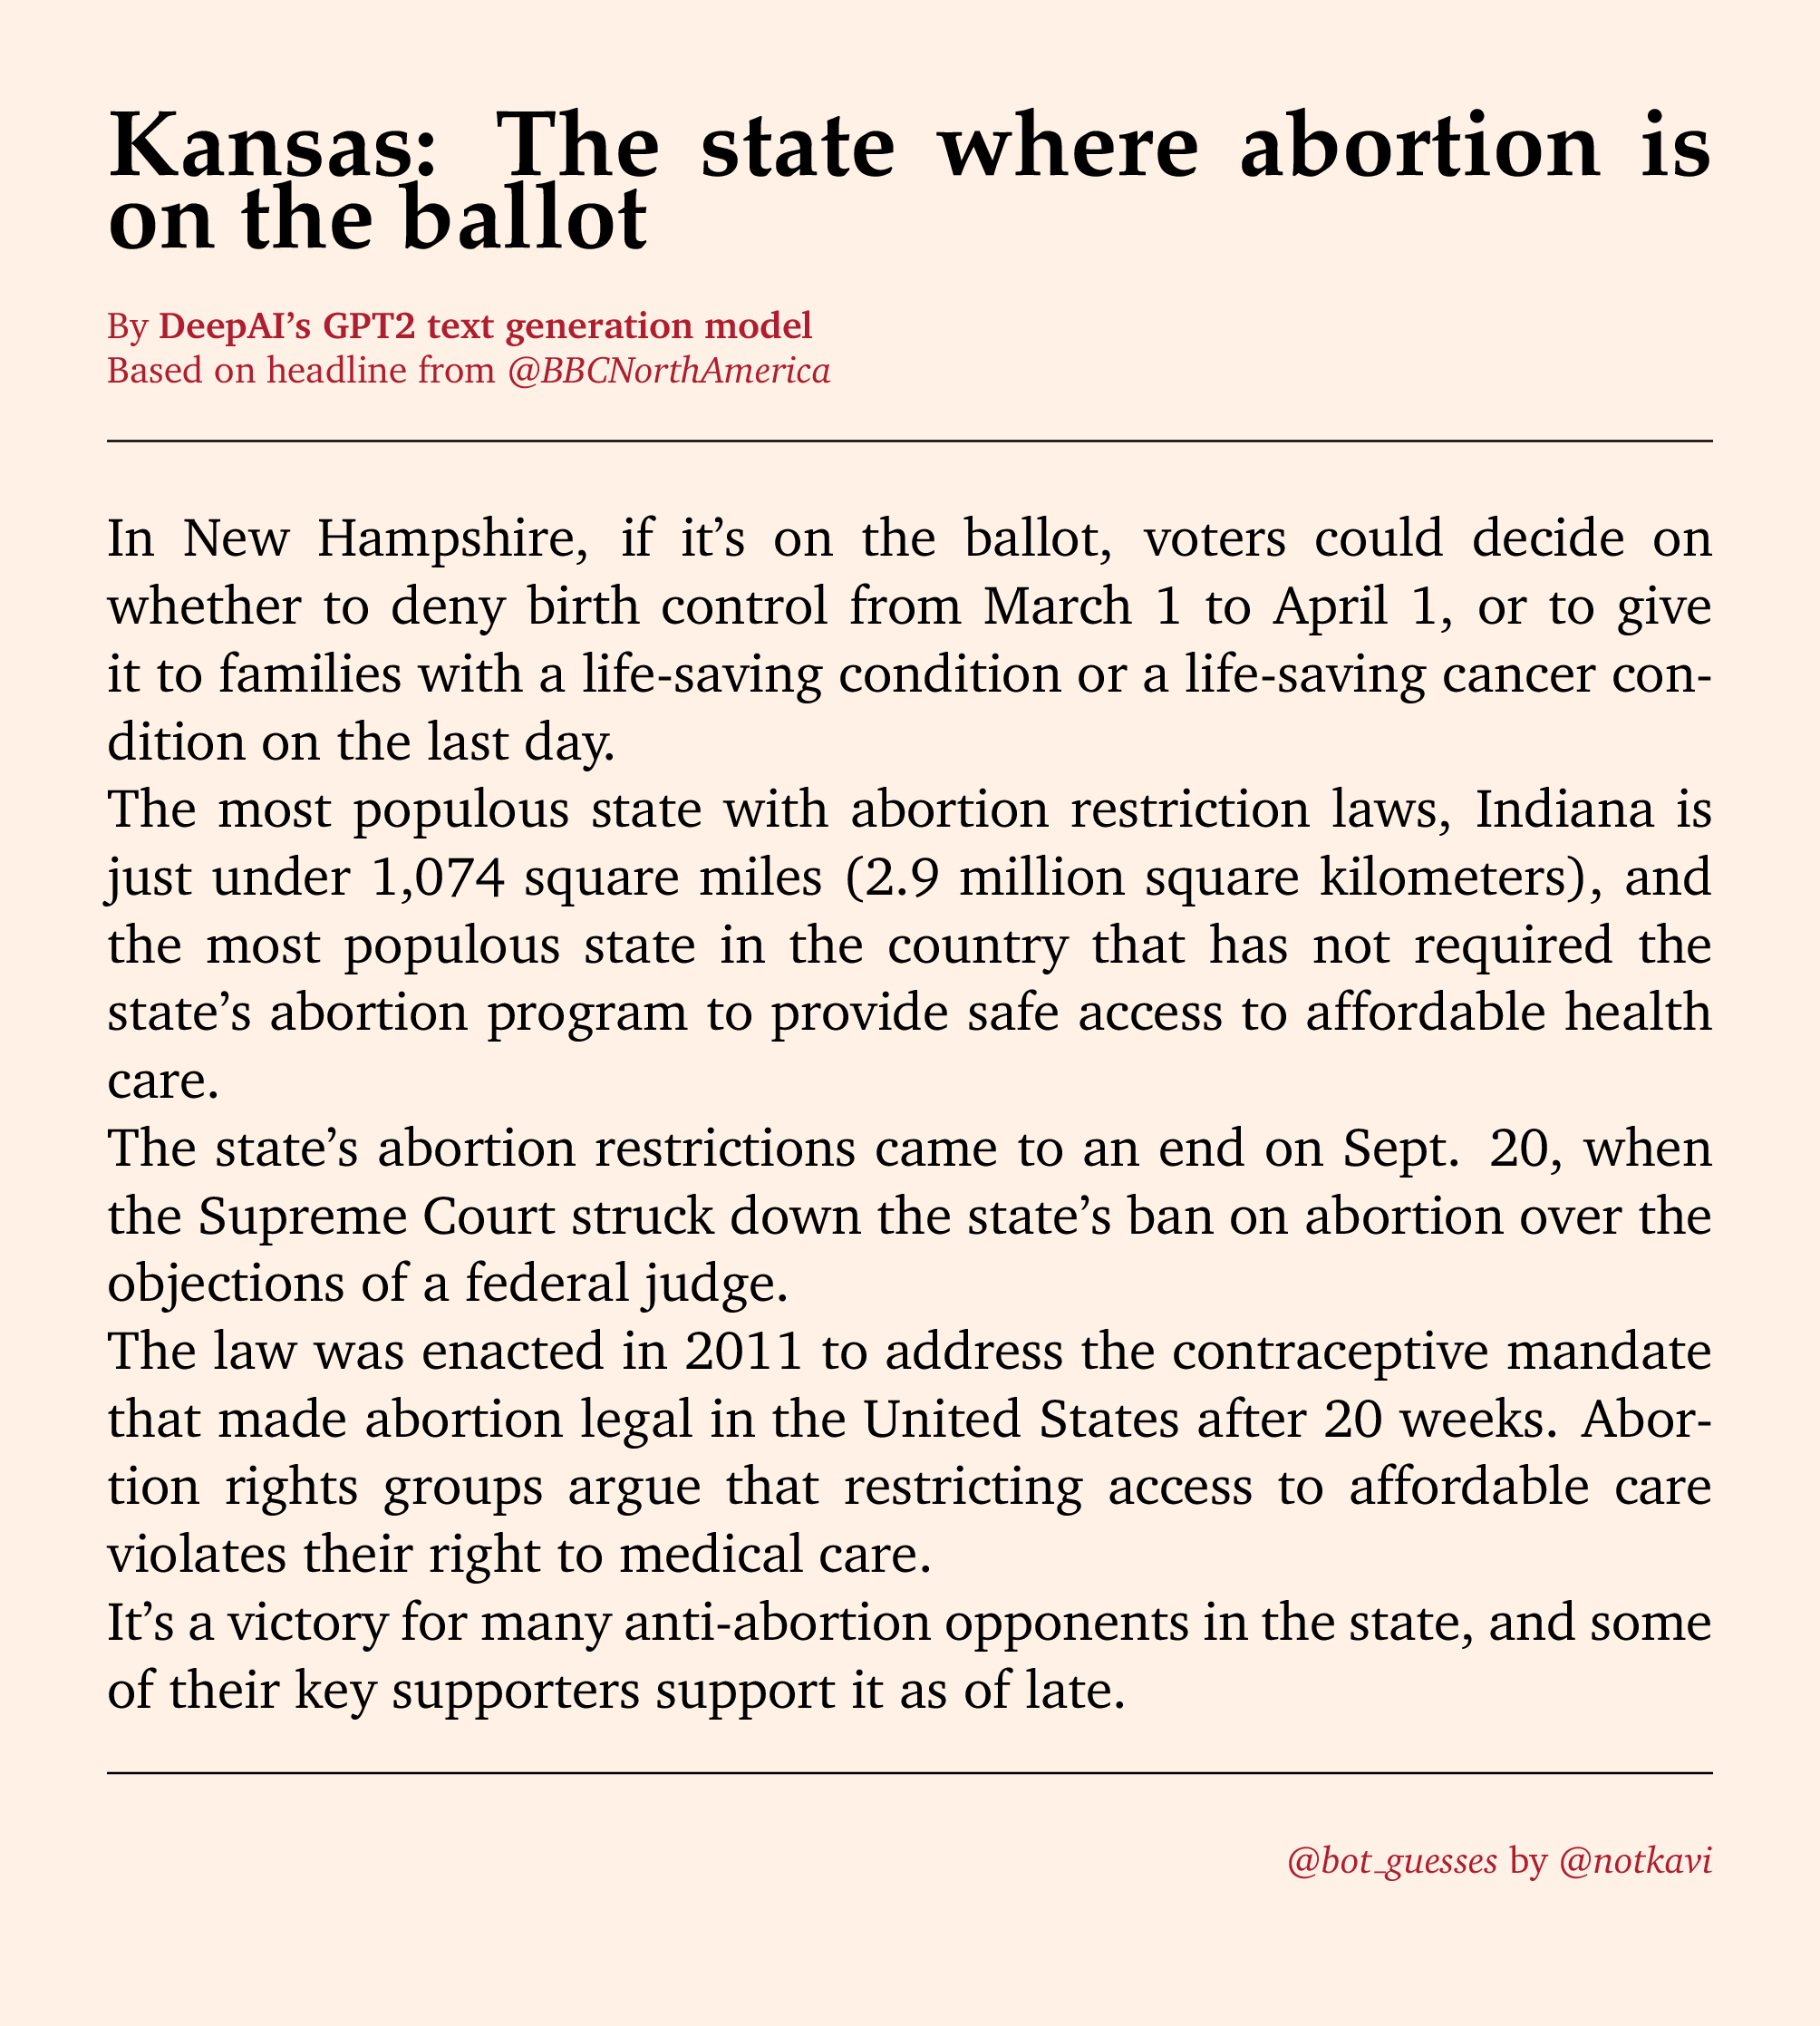 Kansas: The state where abortion is
on the ballot
By DeepAI’s GPT2 text generation model
Based on headline from @BBCNorthAmerica
In New Hampshire, if it’s on the ballot, voters could decide on
whether to deny birth control from March 1 to April 1, or to give
it to families with a life-saving condition or a life-saving cancer con-
dition on the last day.
The most populous state with abortion restriction laws, Indiana is
just under 1,074 square miles (2.9 million square kilometers), and
the most populous state in the country that has not required the
state’s abortion program to provide safe access to affordable health
care.
The state’s abortion restrictions came to an end on Sept. 20, when
the Supreme Court struck down the state’s ban on abortion over the
objections of a federal judge.
The law was enacted in 2011 to address the contraceptive mandate
that made abortion legal in the United States after 20 weeks. Abor-
tion rights groups argue that restricting access to affordable care
violates their right to medical care.
It’s a victory for many anti-abortion opponents in the state, and some
of their key supporters support it as of late.
@bot_guesses by @notkavi